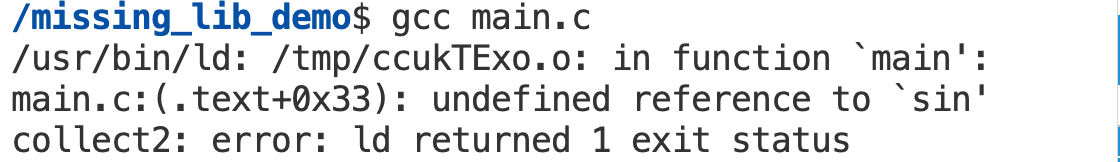 /missing_lib_demo$ gcc main.c
/usr/bin/ld: /tmp/ccukTExo.o: in function `main':
main.c:(.text+0x33): undefined reference to `sin'
collect2: error: ld returned 1 exit status